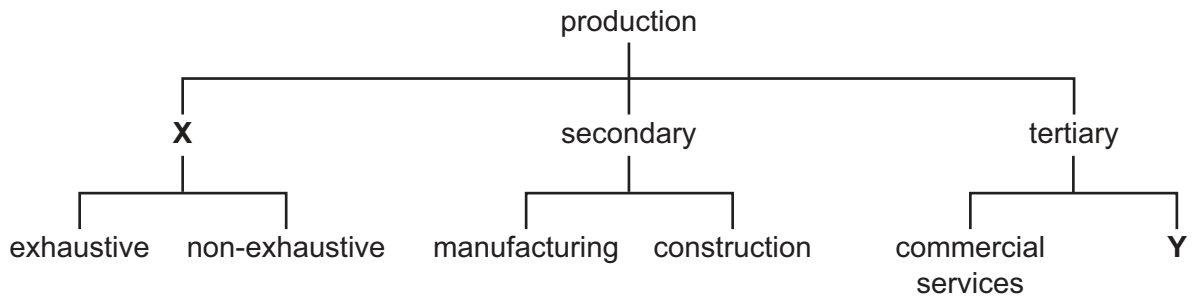 production
X secondary tertiary
exhaustive non-exhaustive manufacturing construction commercial Y
services